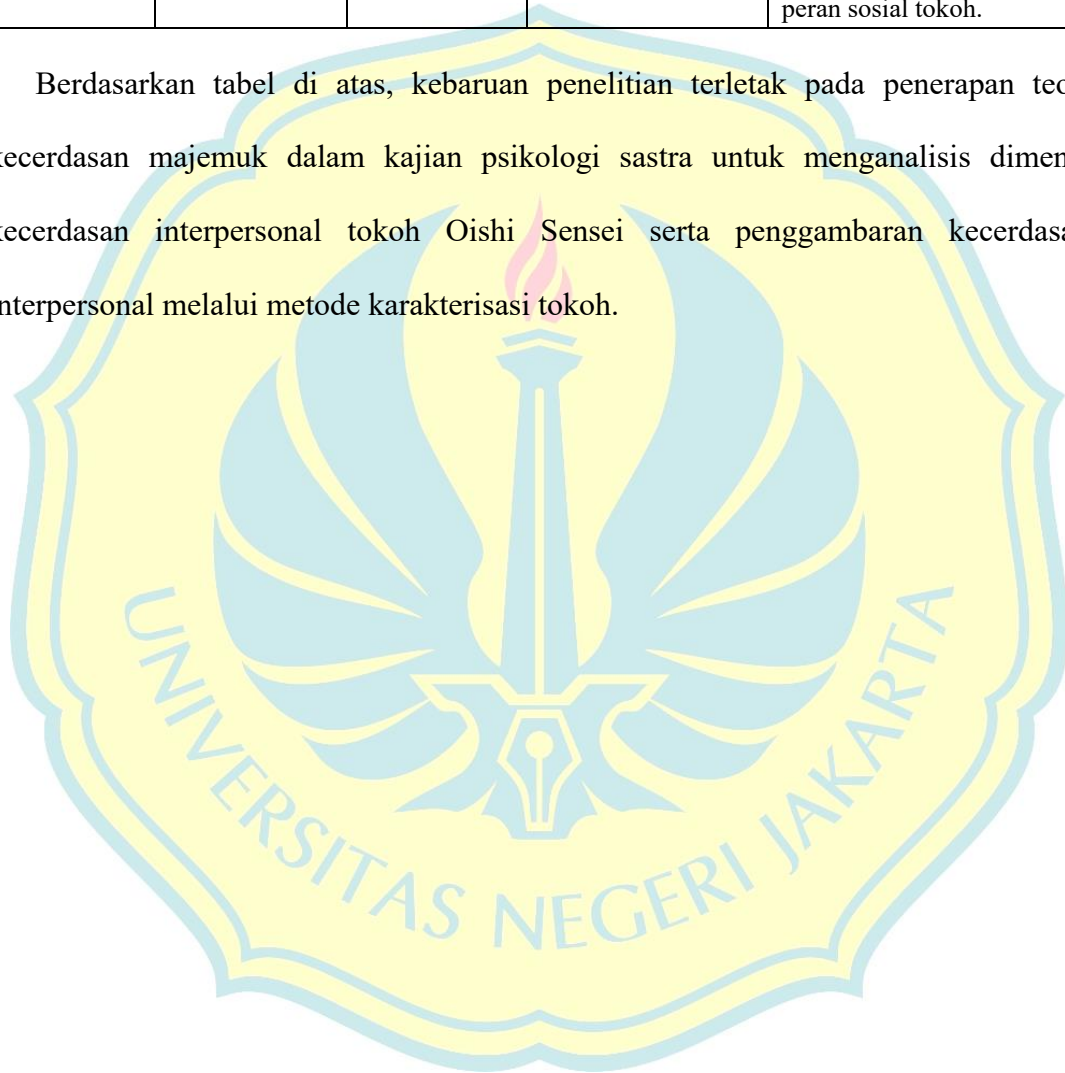 peran sosial tokoh.
Berdasarkan tabel di atas, kebaruan penelitian terletak pada penerapan teo
kecerdasan majemuk dalam kajian psikologi sastra untuk menganalisis dimen
kecerdasan interpersonal tokoh Oishi Sensei serta penggambaran kecerdasa
nterpersonal melalui metode karakterisasi tokoh.
UNIVERSITAS NEGERI JAKARTA